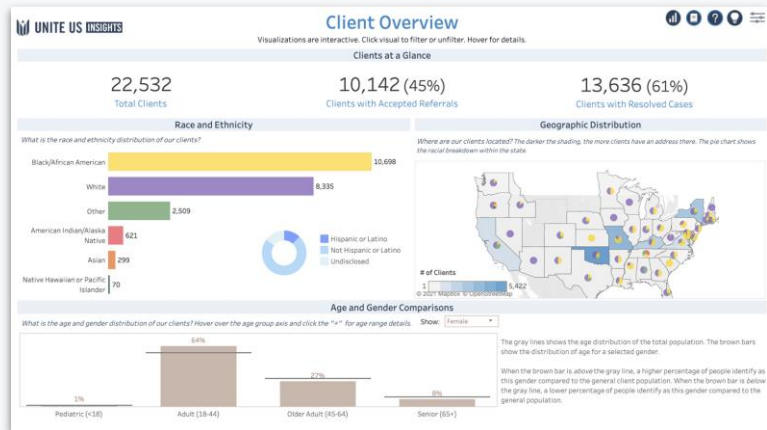 UNITE US INSIGHTS
Client Overview
Visualizations are interactive. Click visual to filter or unfilter. Hover for details.
Clients at a Glance
22,532
Total Clients
10,142 (45%)
Clients with Accepted Referrals
13,636 (61%)
Clients with Resolved Cases
Race and Ethnicity
What is the race and ethnicity distribution of our clients?
Black/African American
10,698
White
8,335
Other
2,509
American Indian/Alaska
Native
621
Asian
299
Native Hawaiian or Pacific
Islander
70
Hispanic or Latino
Not Hispanic or Latino
Undisclosed
Geographic Distribution
Where are our clients located? The darker the shading, the more clients have an address there. The pie chart shows
the racial breakdown within the state.
# of Clients
1
5,422
© 2021 Mapbox © OpenStreetMap
Age and Gender Comparisons
What is the age and gender distribution of our clients? Hover over the age group axis and click the "+" for age range details.
Show: Female
64%
27%
8%
1%
Pediatric (<18)
Adult (18-44)
Older Adult (45-64)
Senior (65+)
The gray lines shows the age distribution of the total population. The brown bars
show the distribution of age for a selected gender.
When the brown bar is above the gray line, a higher percentage of people identify as
this gender compared to the general client population. When the brown bar is below
the gray line, a lower percentage of people identify as this gender compared to the
general population.